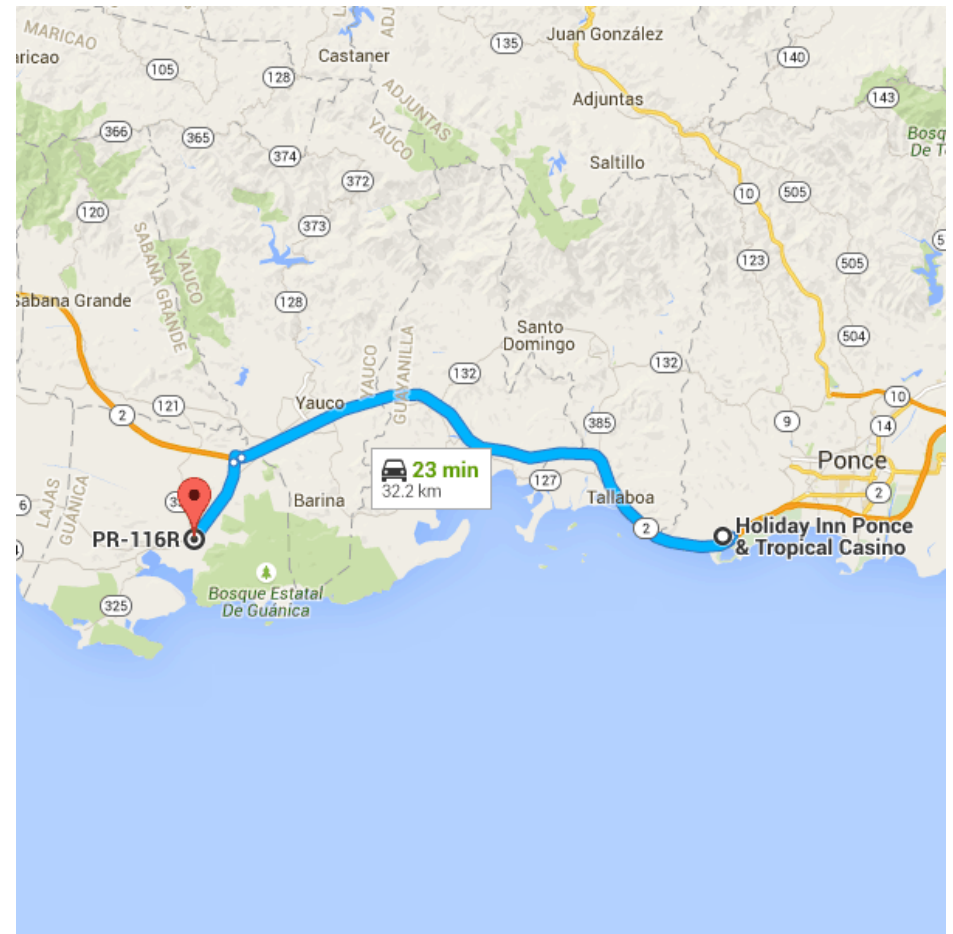 MARICAO
aricao
105
128
Castaner
ADJ
135
Juan González
140
Adjuntas
143
Bosq
De T
366
365
374
ADJUNTAS
YAUCO
372
Saltillo
10
505
120
373
SABANA GRANDE
YAUCO
123
505
5
Sabana Grande
128
Santo
Domingo
504
YAUCO
GUAYANILLA
132
132
2
121
Yauco
9
10
14
385
23 min
32.2 km
127
Ponce
2
LAJAS
GUÁNICA
6
Barina
Tallaboa
2
PR-116R
Holiday Inn Ponce
& Tropical Casino
Bosque Estatal
De Guánica
325